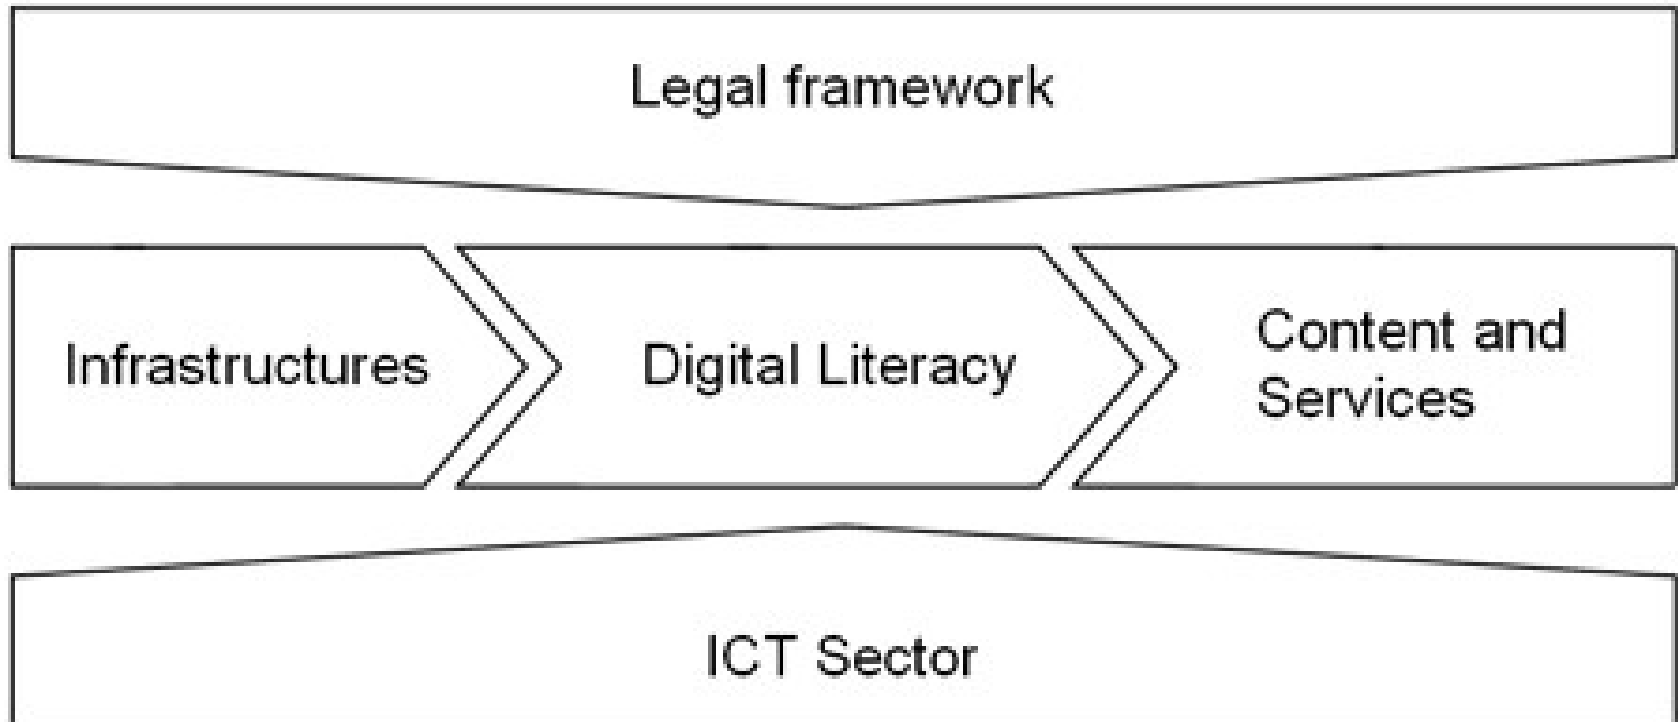 Legal framework
Infrastructures
Digital Literacy
Content and
Services
ICT Sector